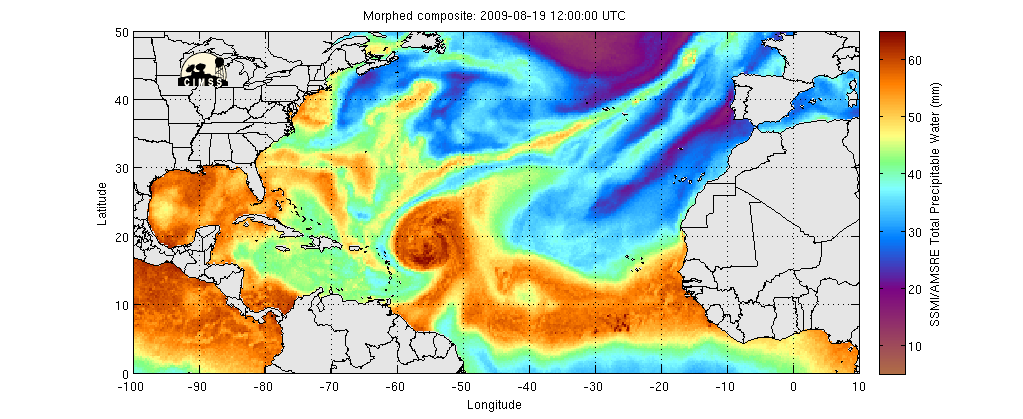 Morphed composite: 2009-08-19 12:00:00 UTC
50
40
30
20
10
0
Latitude
CIMSS
-100 -90 -80 -70 -60 -50 -40 -30 -20 -10 0 10
Longitude
60
50
40
30
20
10
SSMI/AMSRE Total Precipitable Water (mm)